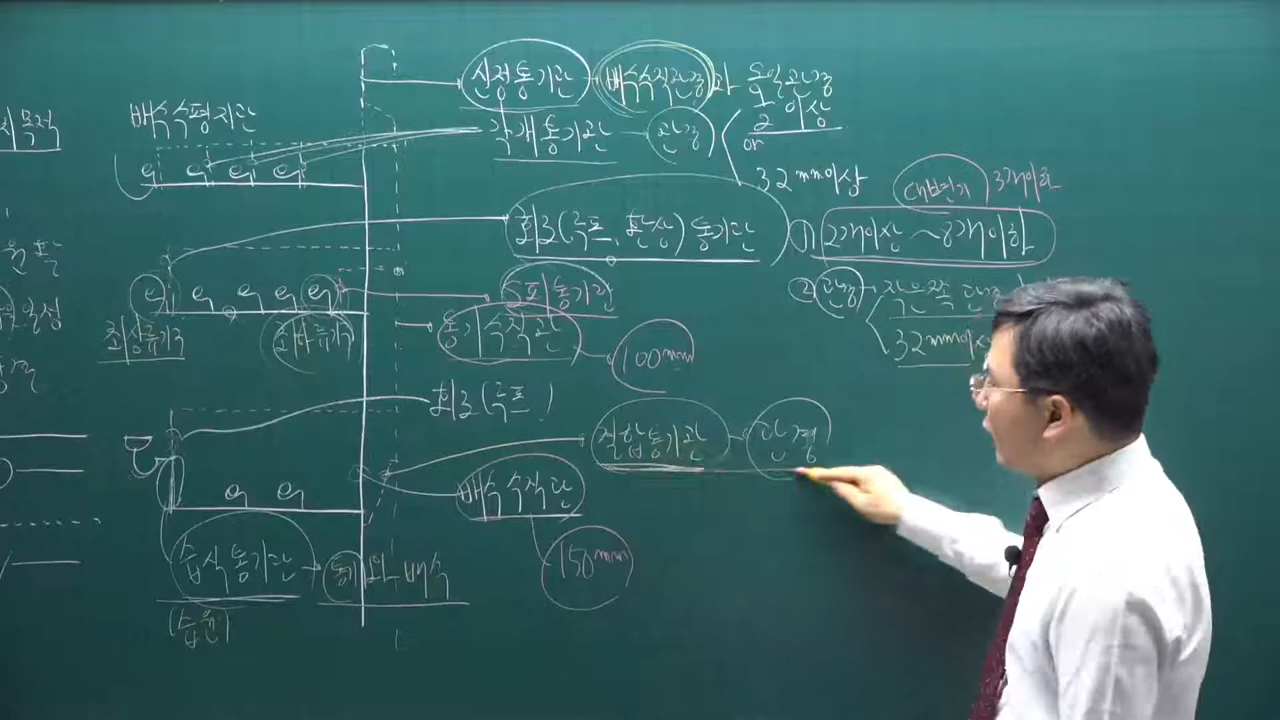 신정통기관 - 배수수직관경과 동일관경
배수수평지관
각개통기관 - 관경
1/2 이상
or
32mm이상
대변기 3개이하
회로(루프, 환상) 통기관 ① 2개이상 ~ 8개이하
② 관경
32mm이상
도피통기관
통기수직관 100mm
최상류기구
최하류기구
회로(루프)
결합통기관 - 관경
배수수직관
150mm
습식통기관 → 통기와 배수
(습윤)